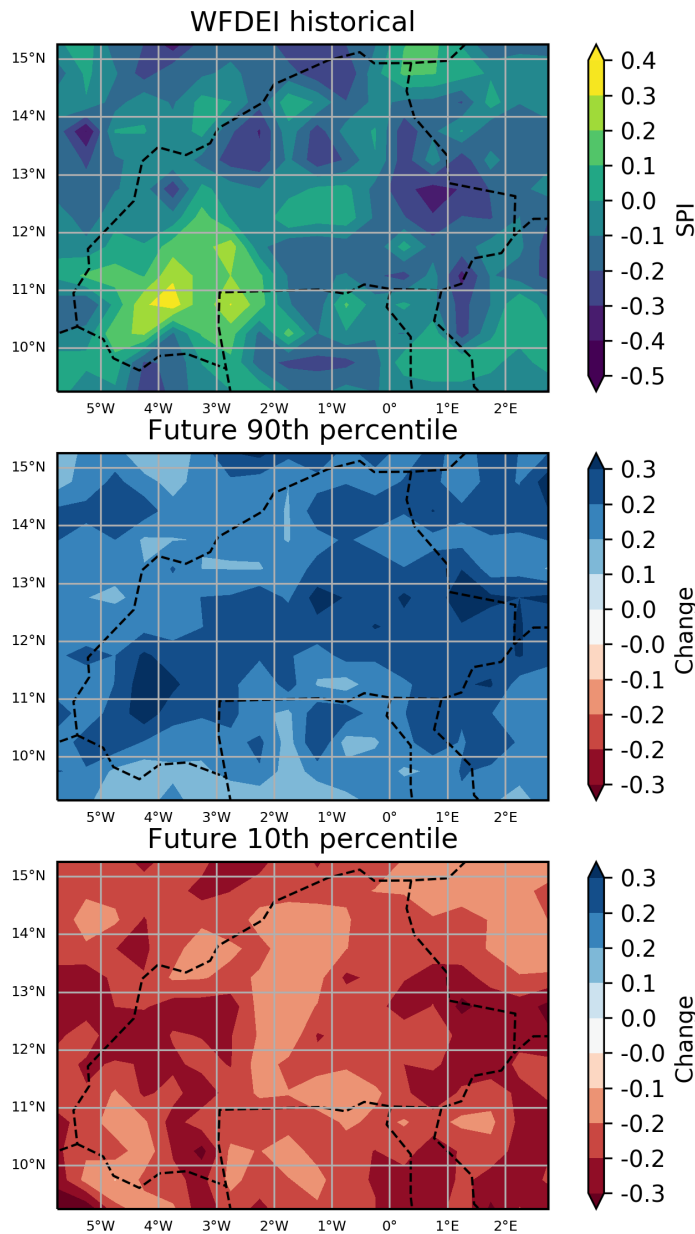 WFDEI historical
15°N
14°N
13°N
12°N
11°N
10°N
5°W 4°W 3°W 2°W 1°W 0° 1°E 2°E
0.4
0.3
0.2
0.0
-0.1
-0.2
-0.3
-0.4
-0.5
SPI
Future 90th percentile
15°N
14°N
13°N
12°N
11°N
10°N
5°W 4°W 3°W 2°W 1°W 0° 1°E 2°E
0.3
0.2
0.2
0.1
0.0
-0.0
-0.1
-0.2
-0.2
-0.3
Change
Future 10th percentile
15°N
14°N
13°N
12°N
11°N
10°N
5°W 4°W 3°W 2°W 1°W 0° 1°E 2°E
0.3
0.2
0.2
0.1
0.0
-0.0
-0.1
-0.2
-0.2
-0.3
Change